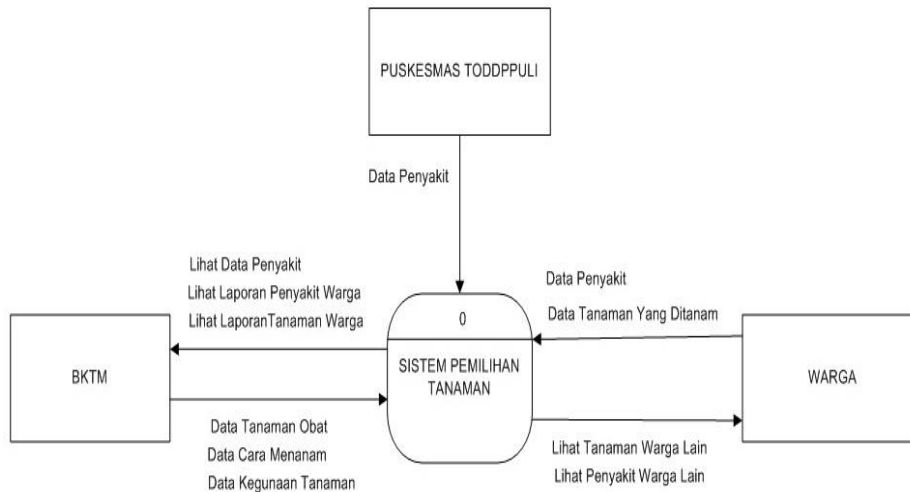 PUSKESMAS TODDPPULI
Data Penyakit
Lihat Data Penyakit
Lihat Laporan Penyakit Warga
Lihat LaporanTanaman Warga
Data Penyakit
Data Tanaman Yang Ditanam
0
SISTEM PEMILIHAN
TANAMAN
BKTM
WARGA
Data Tanaman Obat
Data Cara Menanam
Data Kegunaan Tanaman
Lihat Tanaman Warga Lain
Lihat Penyakit Warga Lain